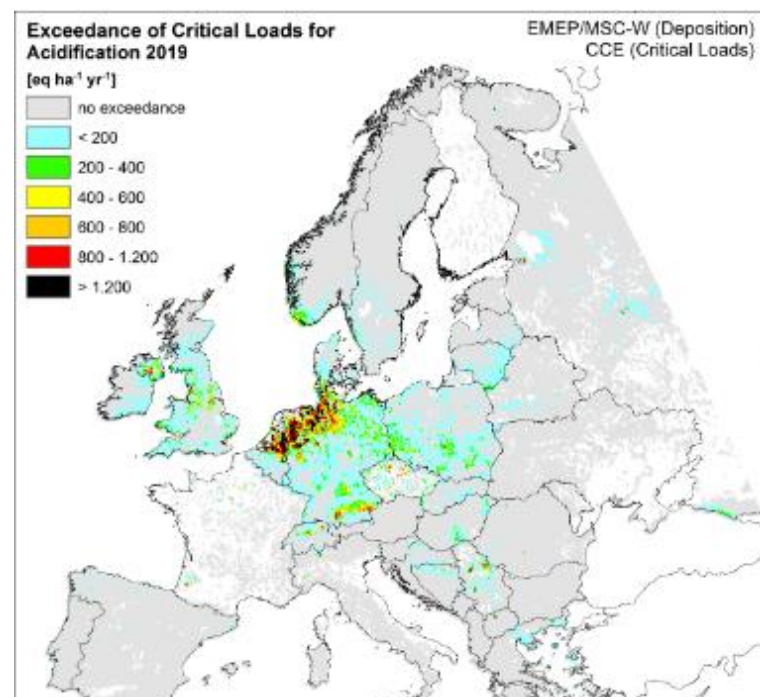 Exceedance of Critical Loads for
Acidification 2019
[eq ha⁻¹ yr⁻¹]
no exceedance
< 200
200 - 400
400 - 600
600 - 800
800 - 1.200
> 1.200
EMEP/MSC-W (Deposition)
CCE (Critical Loads)